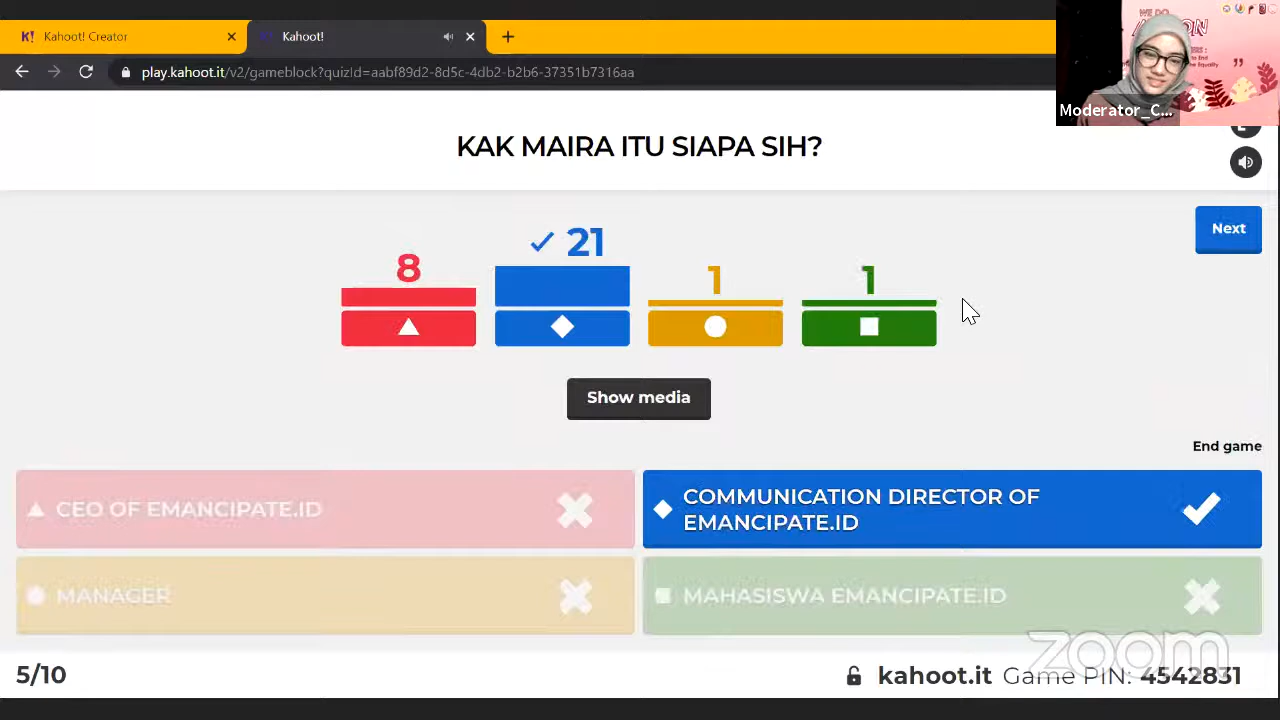 Kahoot! Creator
Kahoot!
play.kahoot.it/v2/gameblock?quizId=aabf89d2-8d5c-4db2-b2b6-37351b7316aa
WE DO
Moderator_C...
KAK MAIRA ITU SIAPA SIH?
Next
8
21
1
1
Show media
End game
CEO OF EMANCIPATE.ID
COMMUNICATION DIRECTOR OF
EMANCIPATE.ID
MANAGER
MAHASISWA EMANCIPATE.ID
zoom
5/10
kahoot.it Game PIN: 4542831